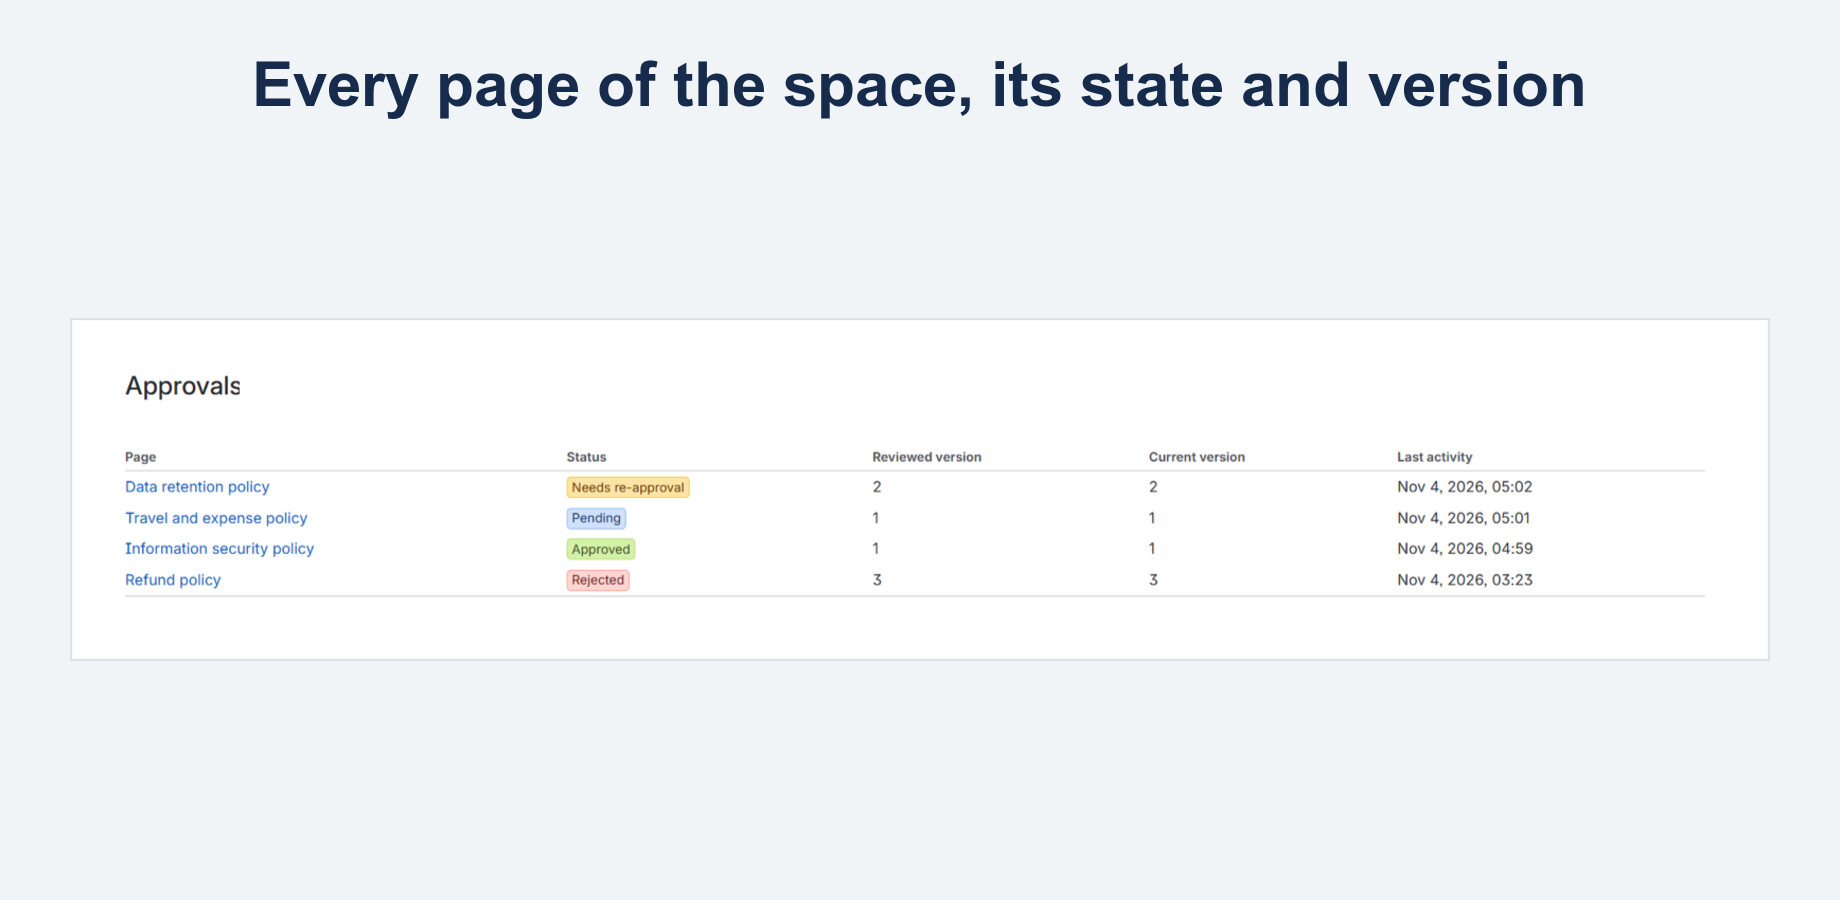 Every page of the space, its state and version
Approvals
Page Status Reviewed version Current version Last activity
Data retention policy Needs re-approval 2 2 Nov 4, 2026, 05:02
Travel and expense policy Pending 1 1 Nov 4, 2026, 05:01
Information security policy Approved 1 1 Nov 4, 2026, 04:59
Refund policy Rejected 3 3 Nov 4, 2026, 03:23